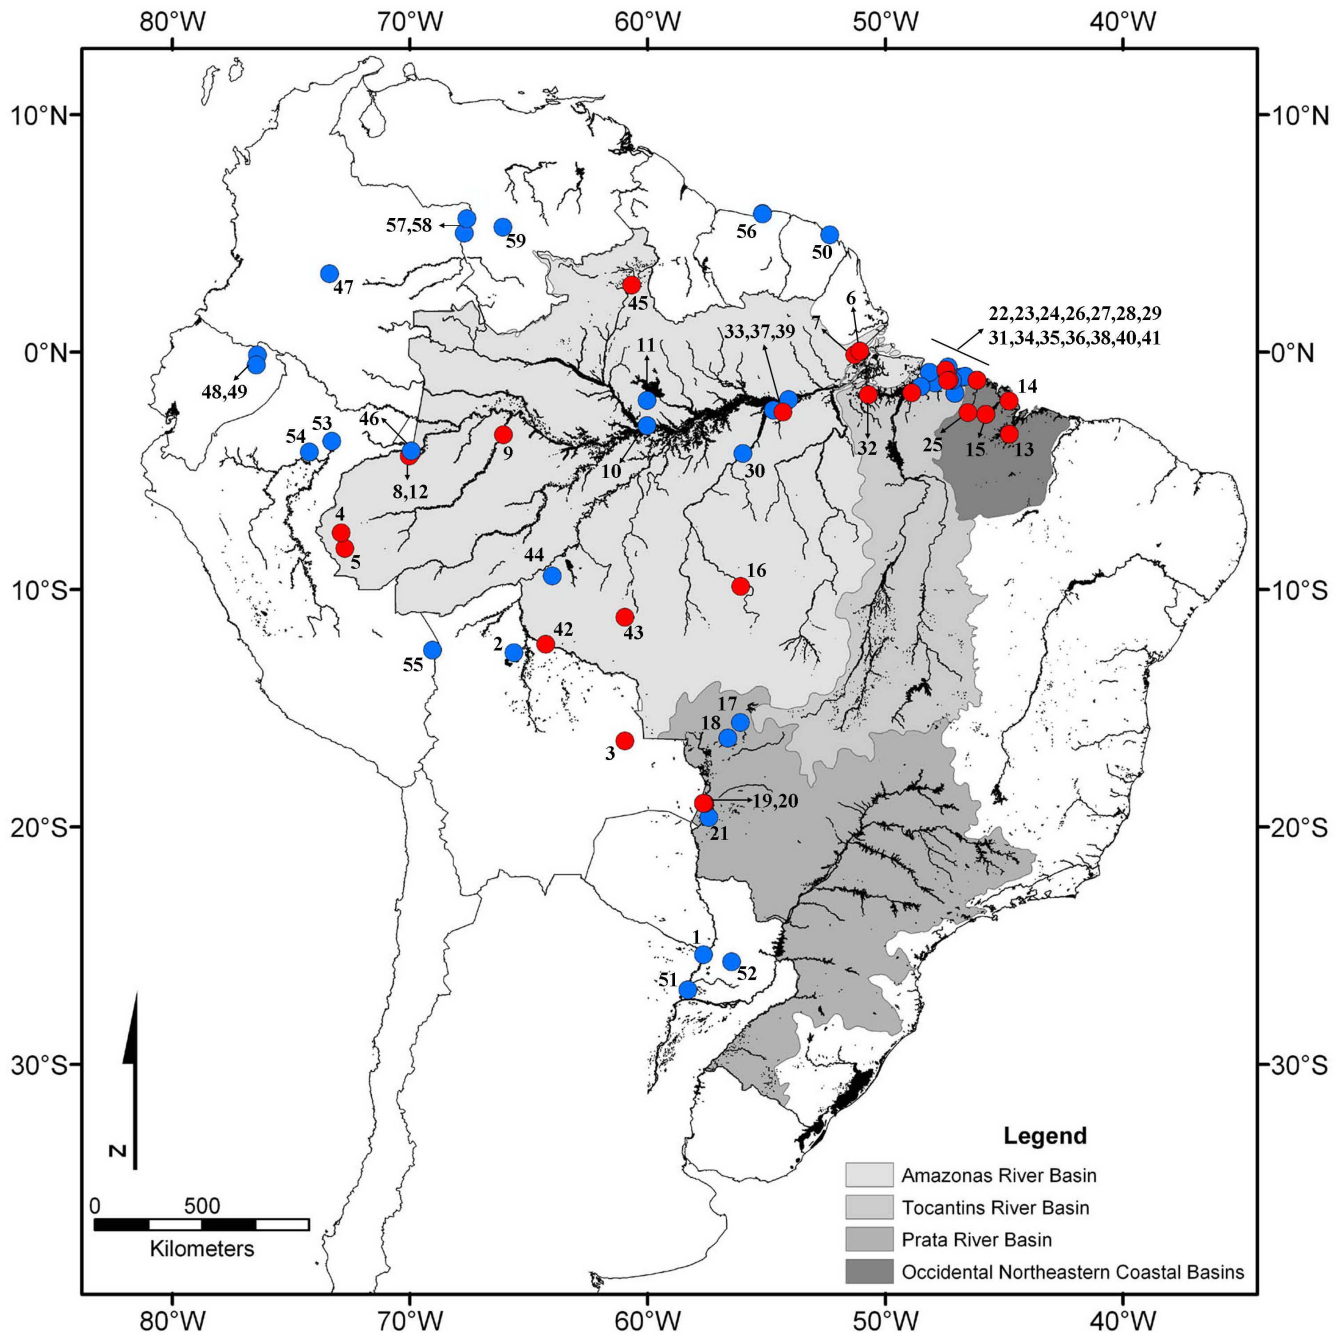 80°W 70°W 60°W 50°W 40°W
10°N 10°N
57,58
59
56
50
47
45
6
7
22,23,24,26,27,28,29
31,34,35,36,38,40,41
33,37,39
11
0°N 0°N
48,49
46
14
54 53
9
10
30
32
25
15
13
8,12
4
5
44
16
10°S 10°S
43
42
2
55
17
18
3
19,20
21
20°S 20°S
1
52
51
30°S 30°S
N
0 500
Kilometers
Legend
Amazonas River Basin
Tocantins River Basin
Prata River Basin
Occidental Northeastern Coastal Basins
80°W 70°W 60°W 50°W 40°W